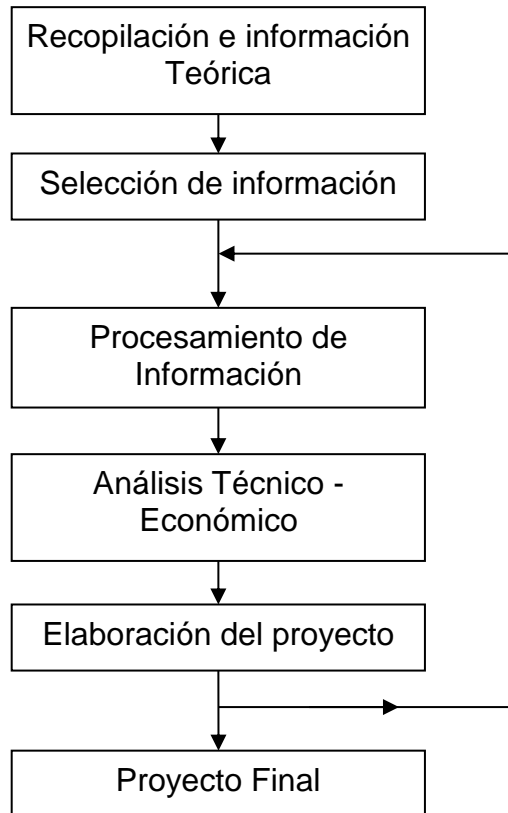 Recopilación e información
Teórica
Selección de información
Procesamiento de
Información
Análisis Técnico -
Económico
Elaboración del proyecto
Proyecto Final